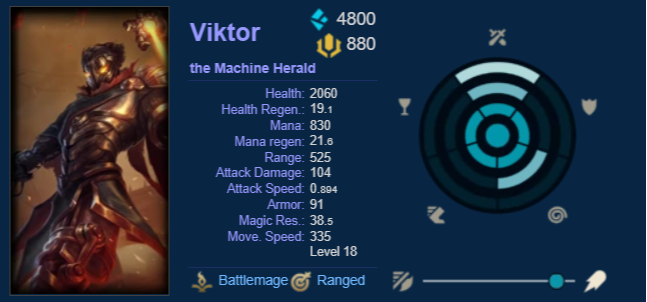 Viktor
4800
880
the Machine Herald
Health: 2060
Health Regen.: 19.1
Mana: 830
Mana regen: 21.6
Range: 525
Attack Damage: 104
Attack Speed: 0.894
Armor: 91
Magic Res.: 38.5
Move. Speed: 335
Level 18
Battlemage Ranged